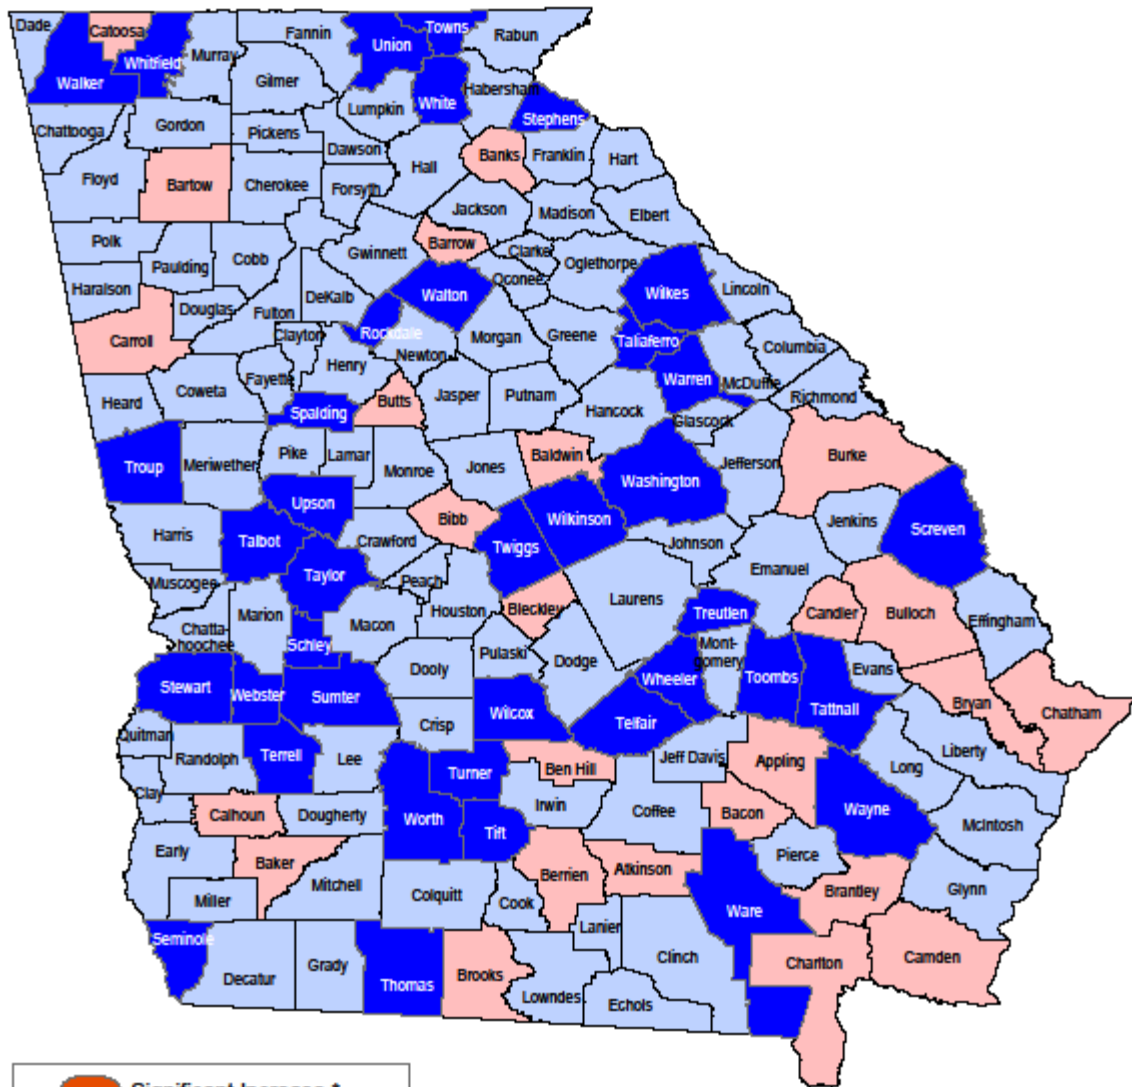 Dade
Catoosa
Whitfield
Walker
Murray
Fannin
Gilmer
Union
Towns
Rabun
White
Habersham
Lumpkin
Stephens
Chattooga
Gordon
Pickens
Dawson
Hall
Banks
Franklin
Hart
Floyd
Bartow
Cherokee
Forsyth
Jackson
Madison
Elbert
Polk
Paulding
Cobb
Gwinnett
Barrow
Clarke
Oconee
Oglethorpe
Haralson
Douglas
Fulton
DeKalb
Walton
Wilkes
Lincoln
Carroll
Clayton
Rockdale
Newton
Morgan
Greene
Taliaferro
Columbia
Heard
Coweta
Fayette
Henry
Butts
Jasper
Putnam
Hancock
Warren
McDuffie
Richmond
Glascock
Spalding
Troup
Meriwether
Pike
Lamar
Monroe
Jones
Baldwin
Washington
Jefferson
Burke
Upson
Bibb
Wilkinson
Jenkins
Screven
Harris
Talbot
Crawford
Twiggs
Johnson
Emanuel
Muscogee
Taylor
Peach
Houston
Bleckley
Laurens
Treutlen
Candler
Bulloch
Effingham
Chatta-
hoochee
Marion
Schley
Macon
Pulaski
Dodge
Mont-
gomery
Evans
Stewart
Webster
Sumter
Dooly
Wilcox
Wheeler
Toombs
Tattnall
Bryan
Chatham
Quitman
Randolph
Terrell
Lee
Crisp
Telfair
Jeff Davis
Appling
Long
Liberty
Clay
Calhoun
Dougherty
Worth
Turner
Ben Hill
Irwin
Coffee
Bacon
Wayne
McIntosh
Tift
Early
Baker
Mitchell
Miller
Colquitt
Cook
Berrien
Atkinson
Pierce
Brantley
Glynn
Ware
Seminole
Decatur
Grady
Thomas
Brooks
Lanier
Lowndes
Echols
Clinch
Charlton
Camden